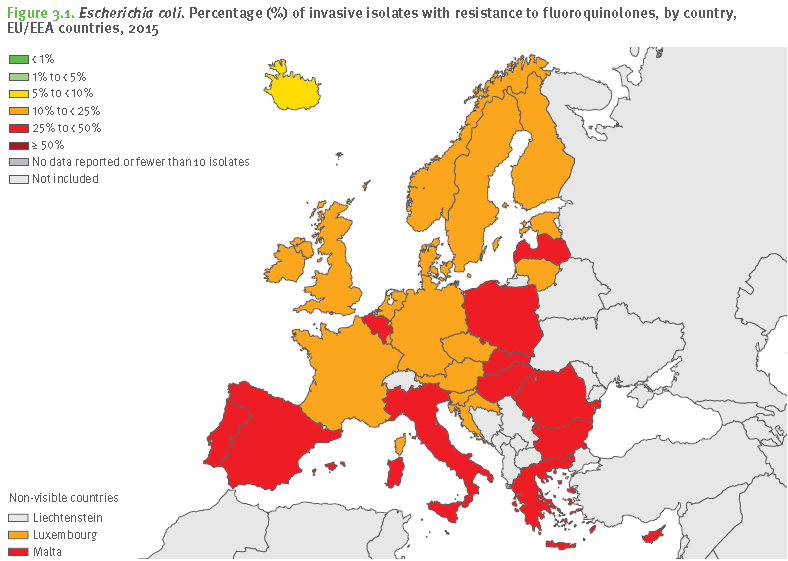 Figure 3.1. Escherichia coli. Percentage (%) of invasive isolates with resistance to fluoroquinolones, by country,
EU/EEA countries, 2015
< 1%
1% to < 5%
5% to < 10%
10% to < 25%
25% to < 50%
≥ 50%
No data reported or fewer than 10 isolates
Not included
Non-visible countries
Liechtenstein
Luxembourg
Malta